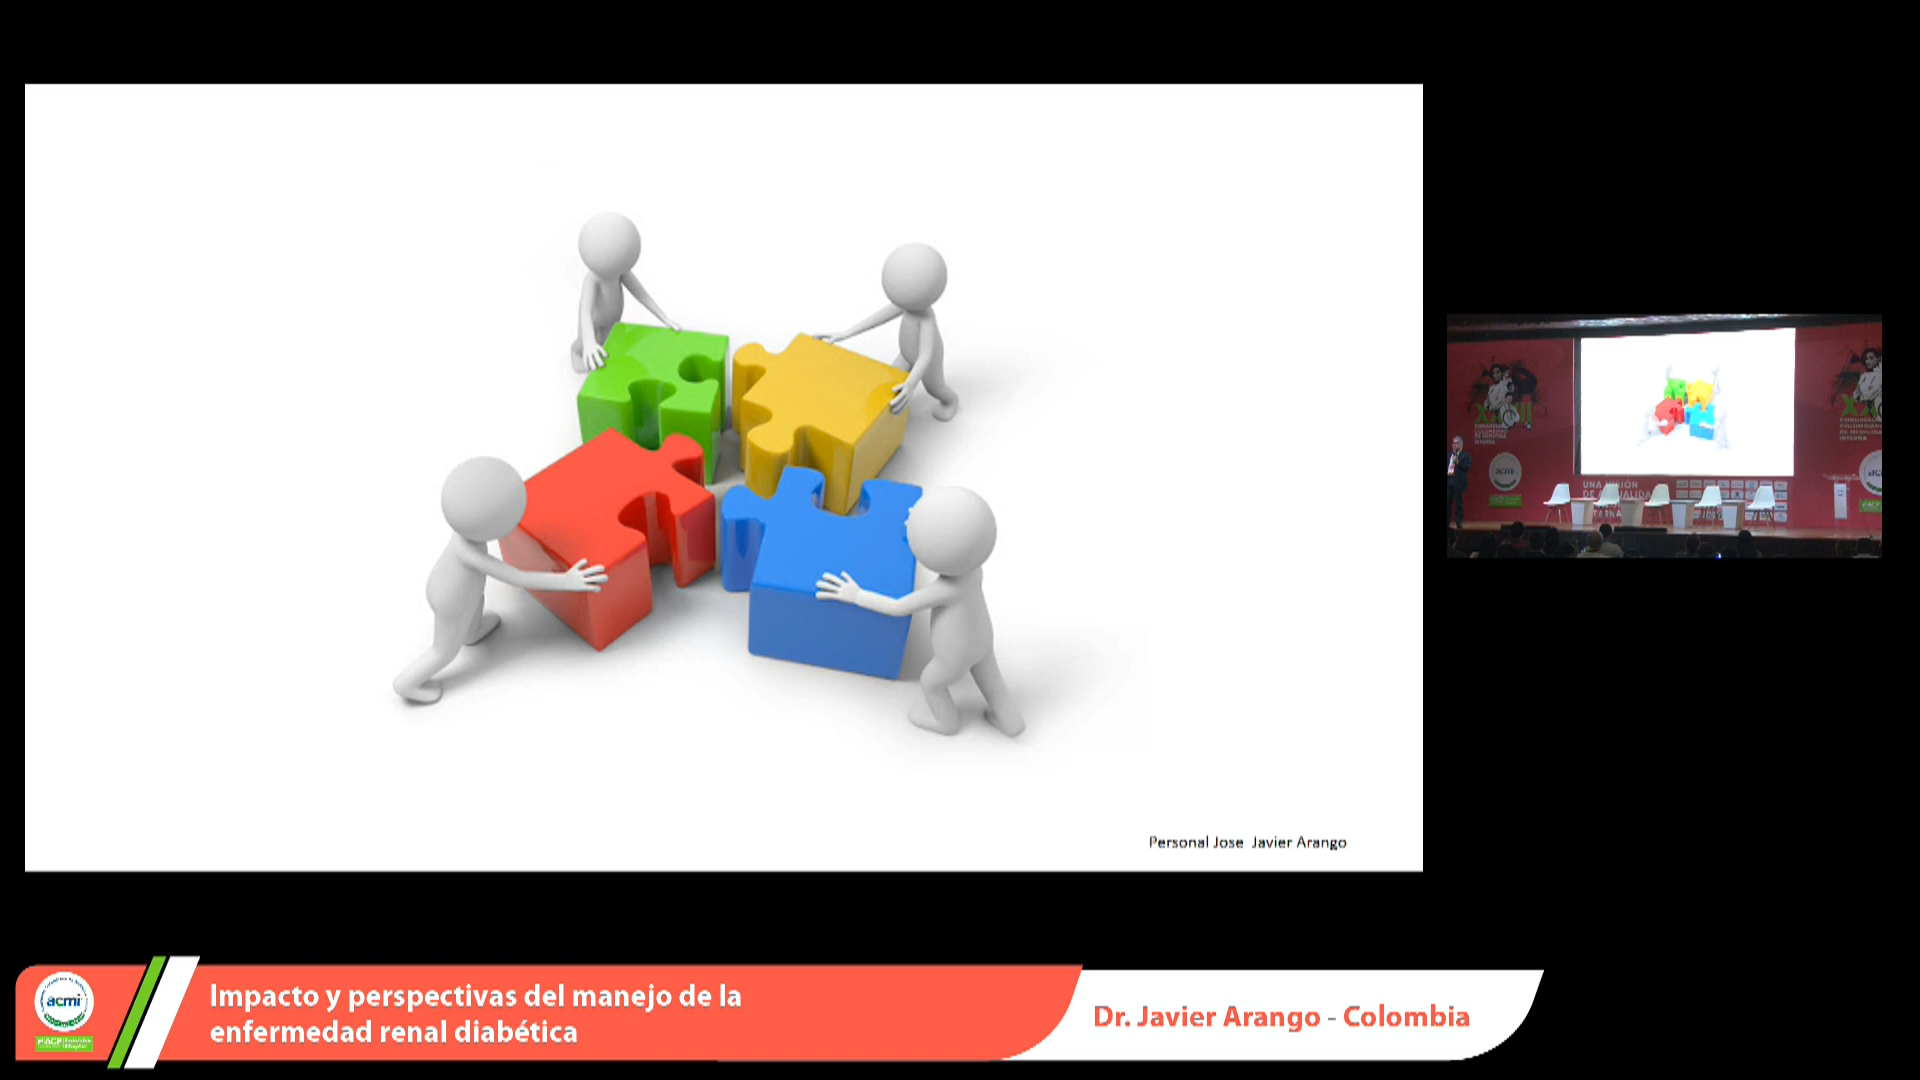 Personal Jose  Javier Arango
acmi
Impacto y perspectivas del manejo de la
enfermedad renal diabética
Dr. Javier Arango - Colombia